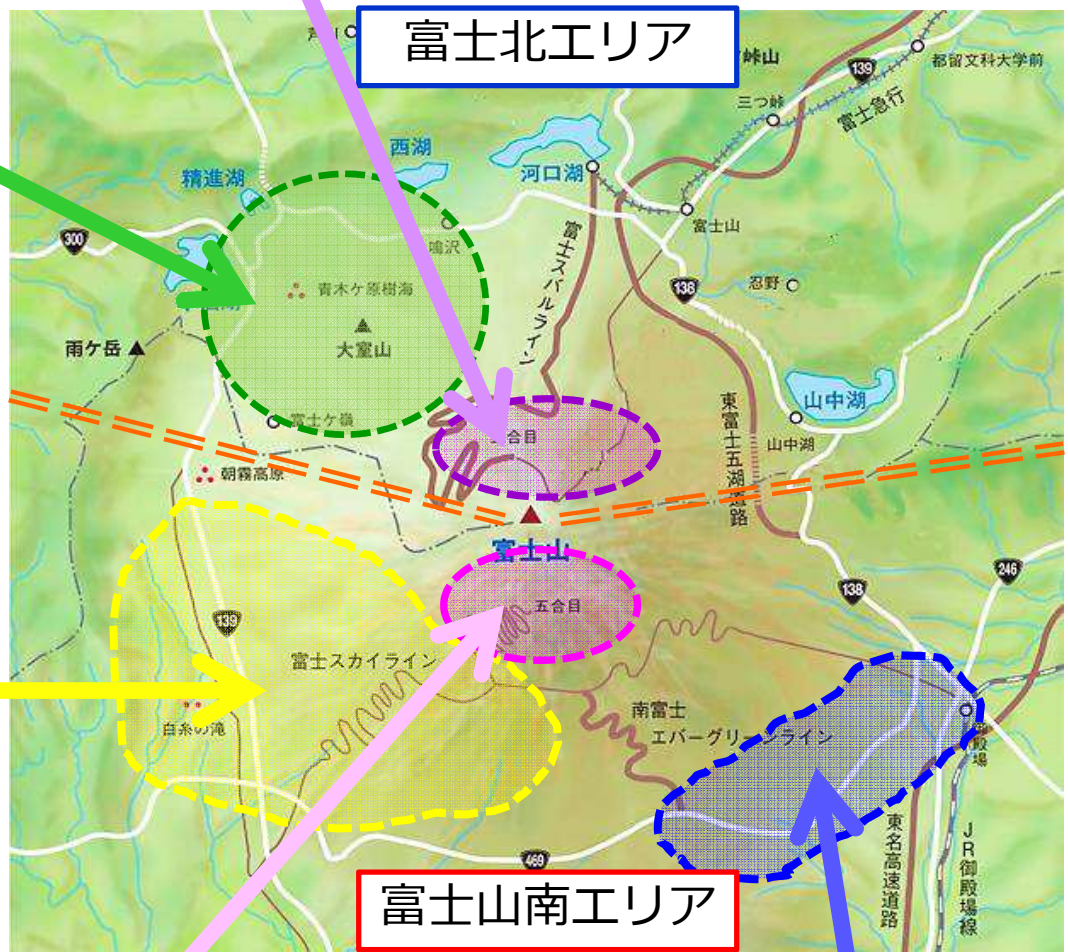 富士北エリア
139
都留文科大学前
三つ峠
富士急行
西湖
河口湖
精進湖
富士山
300
鳴沢
富士スバルライン
青木ケ原樹海
138
忍野
大室山
雨ケ岳
山中湖
山中湖
東富士五湖道路
富士ケ嶺
合目
朝霧高原
富士山
246
138
五合目
139
富士スカイライン
南富士
エバーグリーンライン
白糸の滝
御殿場
東名高速道路
JR御殿場線
469
富士山南エリア